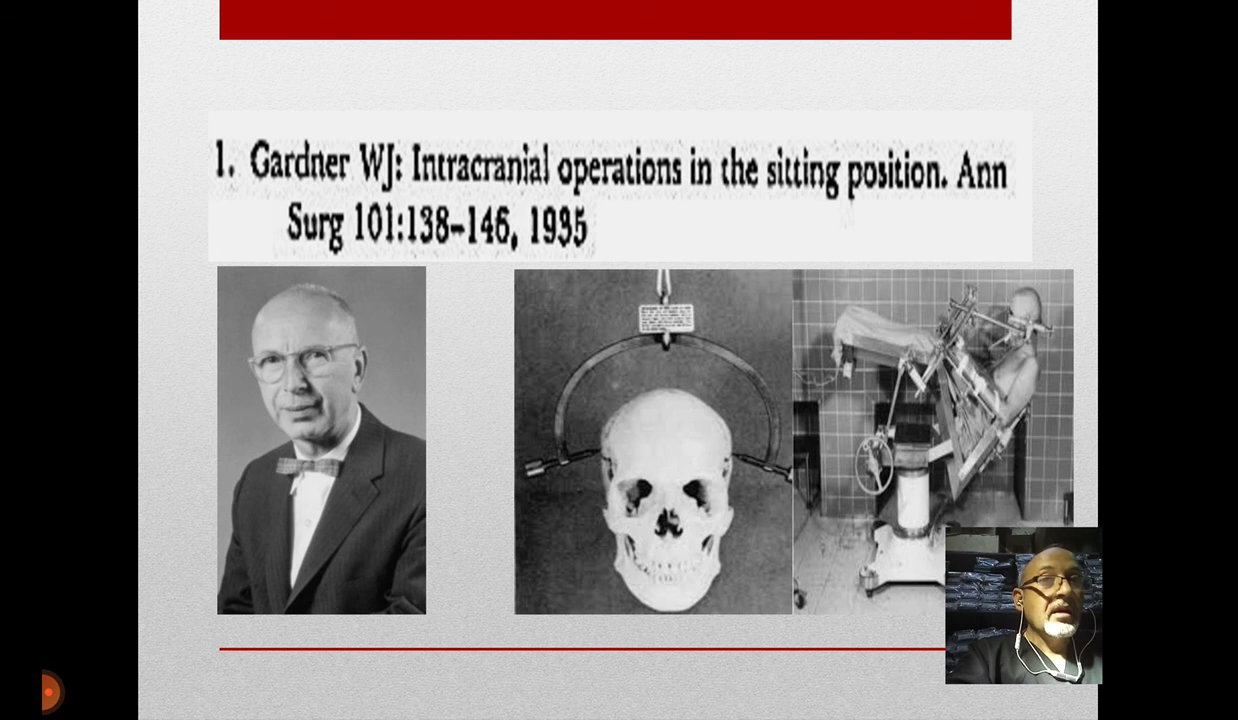 1. Gardner WJ: Intracranial operations in the sitting position. Ann
Surg 101:138–146, 1935